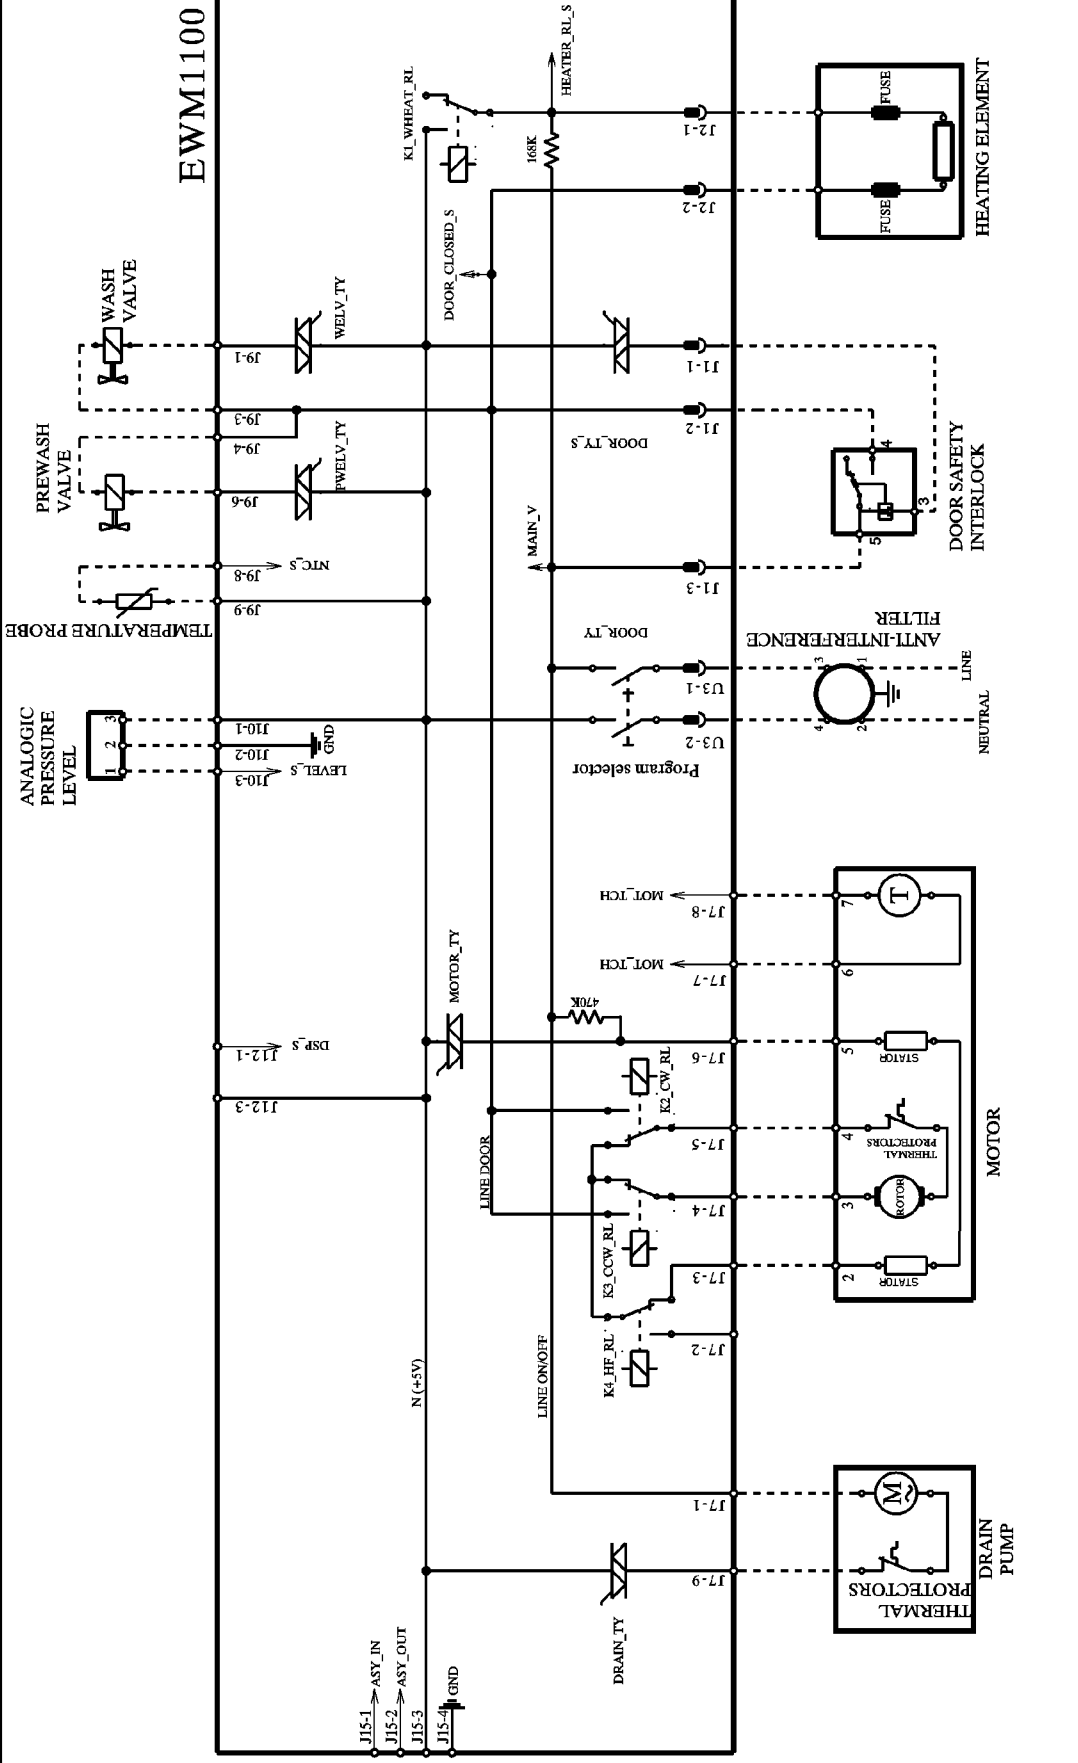 EWM1100
HEATER_RL_S
K1_WHEAT_RL
168K
J2-1
J2-2
FUSE
FUSE
HEATING ELEMENT
WASH
VALVE
WELV_TY
DOOR_CLOSED_S
J9-1
J9-3
J9-4
J9-6
J9-8
J9-9
PREWASH
VALVE
PWELV_TY
NTC_S
TEMPERATURE PROBE
J1-1
J1-2
DOOR_TY_S
4
3
5
DOOR SAFETY
INTERLOCK
MAIN_V
J1-3
DOOR_TY
ANTI-INTERFERENCE
FILTER
3
1
4
2
LINE
NEUTRAL
U3-1
U3-2
Program selector
ANALOGIC
PRESSURE
LEVEL
3
2
1
J10-1
J10-2
J10-3
GND
LEVEL_S
MOT_TCH
J7-8
MOT_TCH
J7-7
7
T
6
MOTOR_TY
470K
J12-1
DSP_S
J12-3
J7-6
K2_CW_RL
J7-5
LINE DOOR
J7-4
K3_CCW_RL
J7-3
K4_HF_RL
J7-2
5
STATOR
4
THERMAL
PROTECTORS
3
ROTOR
2
STATOR
MOTOR
N (+5V)
LINE ON/OFF
J7-1
J7-9
DRAIN_TY
M
THERMAL
PROTECTORS
DRAIN
PUMP
J15-1
ASY_IN
J15-2
ASY_OUT
J15-3
J15-4
GND